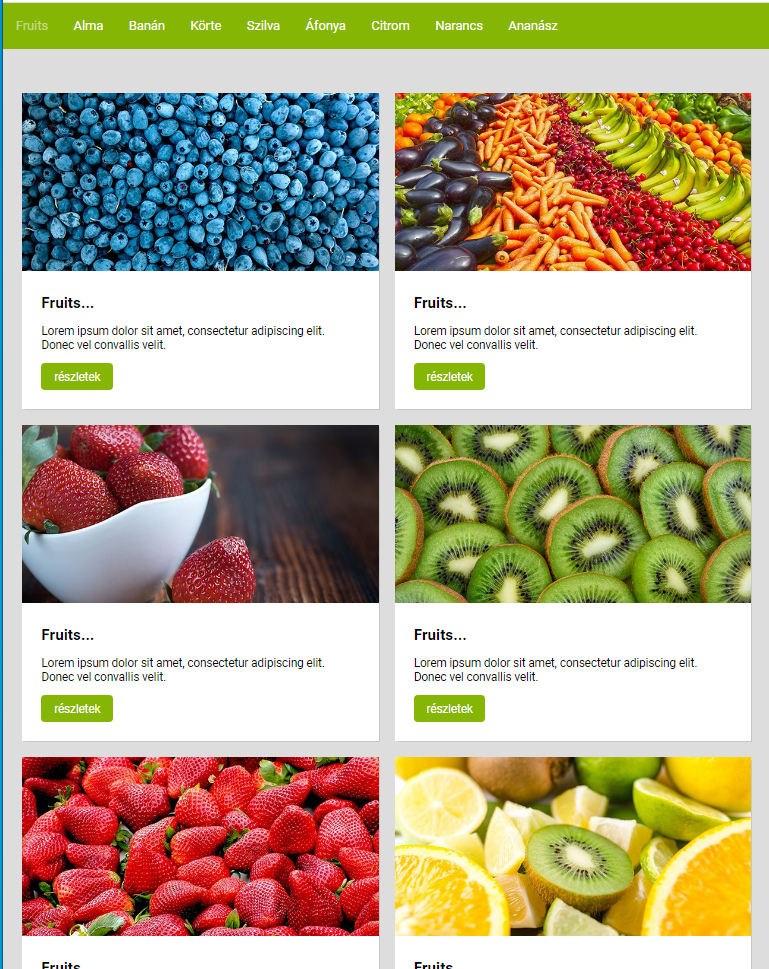 Fruits Alma Banán Körte Szilva Áfonya Citrom Narancs Ananász
Fruits...
Lorem ipsum dolor sit amet, consectetur adipiscing elit.
Donec vel convallis velit.
részletek
Fruits...
Lorem ipsum dolor sit amet, consectetur adipiscing elit.
Donec vel convallis velit.
részletek
Fruits...
Lorem ipsum dolor sit amet, consectetur adipiscing elit.
Donec vel convallis velit.
részletek
Fruits...
Lorem ipsum dolor sit amet, consectetur adipiscing elit.
Donec vel convallis velit.
részletek
Fruits...
Fruits...